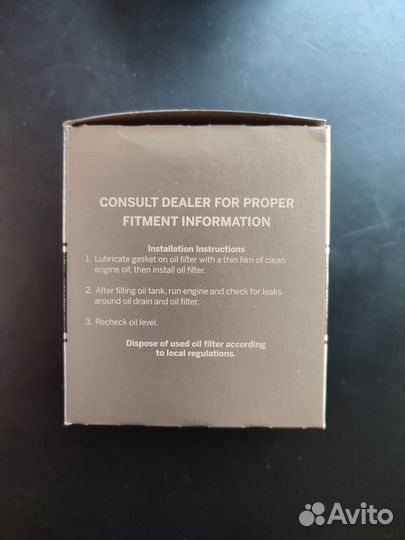 CONSULT DEALER FOR PROPER
FITMENT INFORMATION
Installation Instructions
1. Lubricate gasket on oil filter with a thin film of clean
engine oil; then install oil filter.
2. After filling oil tank, run engine and check for leaks
around oil drain and oil filter.
3. Recheck oil level.
Dispose of used oil filter according
to local regulations.
Avito